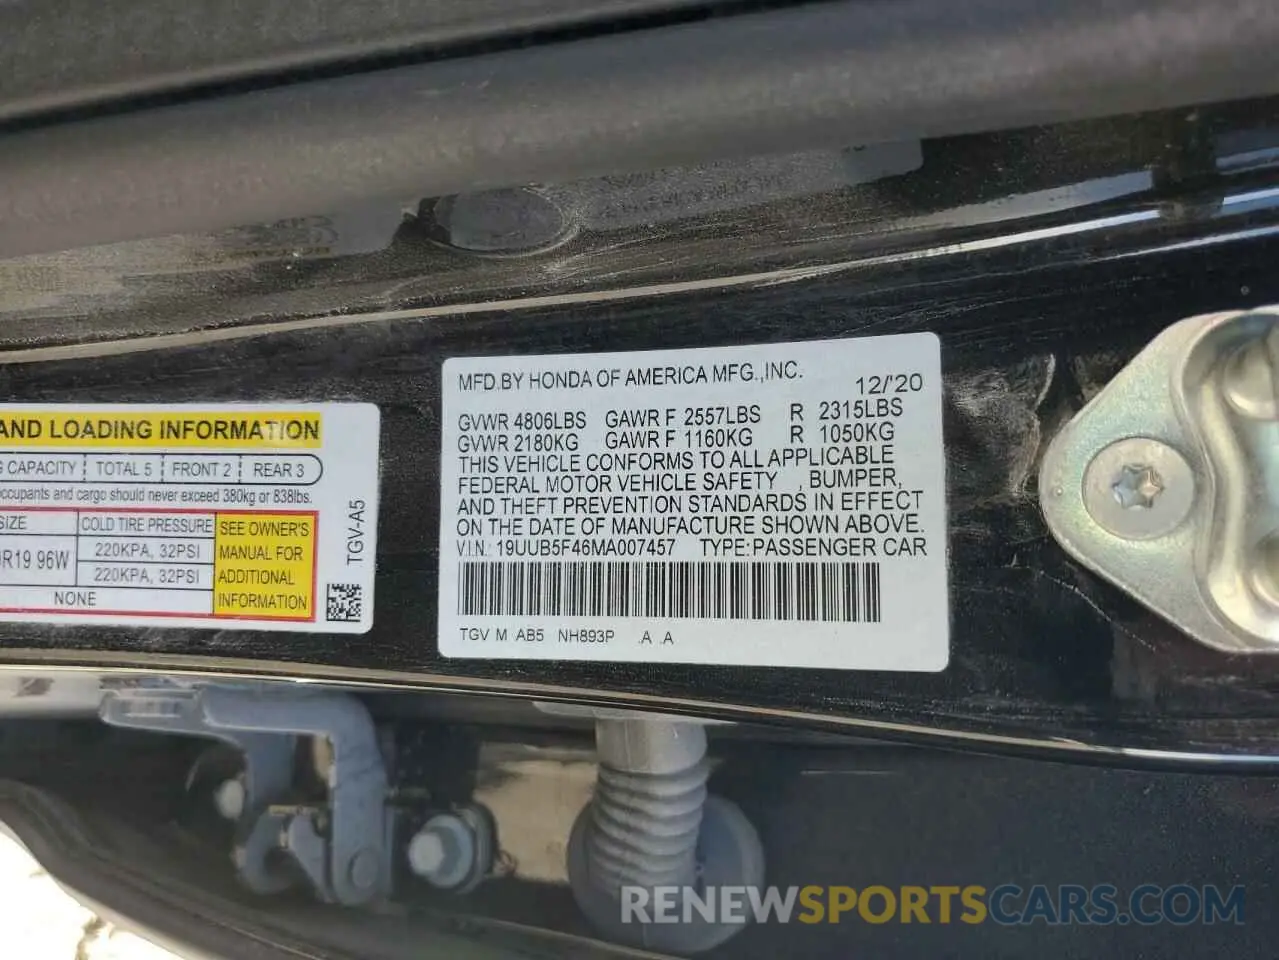 AND LOADING INFORMATION
G CAPACITY TOTAL 5 FRONT 2 REAR 3
occupants and cargo should never exceed 380kg or 838lbs.
SIZE COLD TIRE PRESSURE SEE OWNER'S MANUAL FOR ADDITIONAL INFORMATION
R19 96W 220KPA, 32PSI
220KPA, 32PSI
NONE
TGV-A5
MFD.BY HONDA OF AMERICA MFG.,INC.
12/'20
GVWR 4806LBS GAWR F 2557LBS R 2315LBS
GVWR 2180KG GAWR F 1160KG R 1050KG
THIS VEHICLE CONFORMS TO ALL APPLICABLE
FEDERAL MOTOR VEHICLE SAFETY , BUMPER,
AND THEFT PREVENTION STANDARDS IN EFFECT
ON THE DATE OF MANUFACTURE SHOWN ABOVE.
V.I.N.: 19UUB5F46MA007457 TYPE:PASSENGER CAR
TGV M AB5 NH893P .A .A
RENEWSPORTSCARS.COM